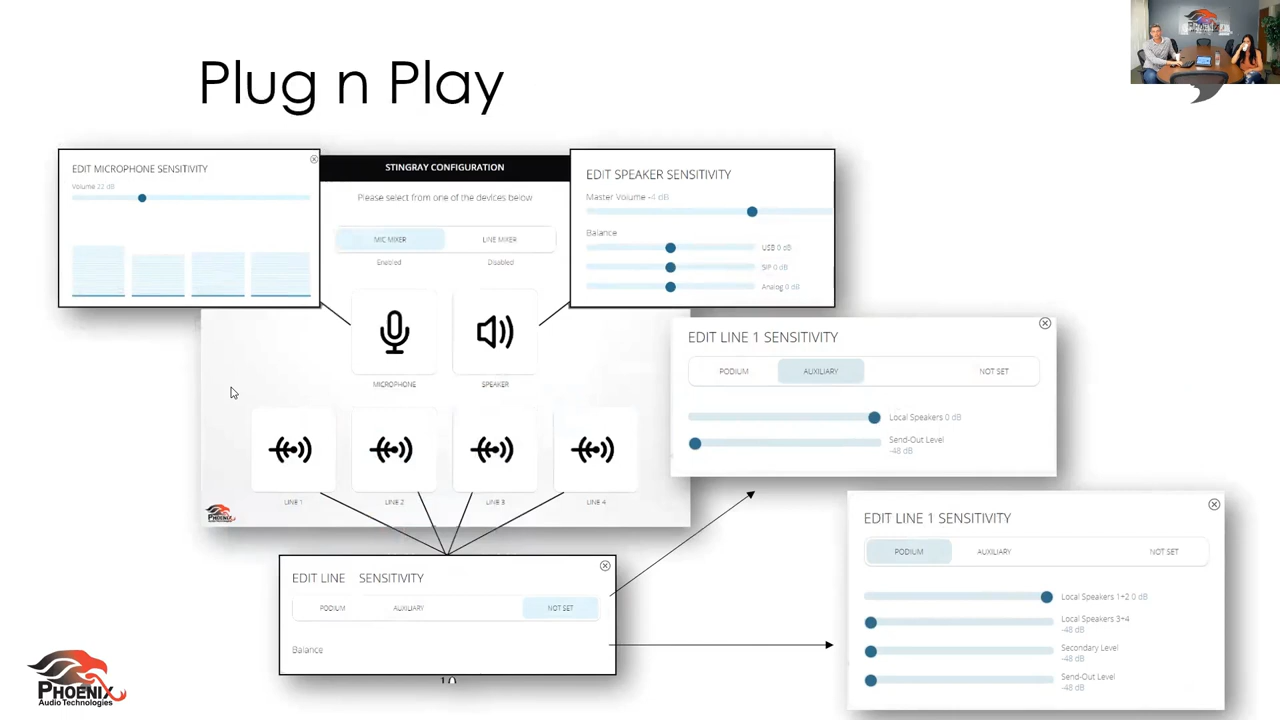 Plug n Play
EDIT MICROPHONE SENSITIVITY
Volume 22 dB
STINGRAY CONFIGURATION
Please select from one of the devices below
MIC MIXER
LINE MIXER
Enabled
Disabled
EDIT SPEAKER SENSITIVITY
Master Volume -4 dB
Balance
USB 0 dB
SIP 0 dB
Analog 0 dB
MICROPHONE
SPEAKER
LINE 1
LINE 2
LINE 3
LINE 4
EDIT LINE 1 SENSITIVITY
PODIUM
AUXILIARY
NOT SET
Local Speakers 0 dB
Send-Out Level
-48 dB
EDIT LINE SENSITIVITY
PODIUM
AUXILIARY
NOT SET
Balance
EDIT LINE 1 SENSITIVITY
PODIUM
AUXILIARY
NOT SET
Local Speakers 1+2 0 dB
Local Speakers 3+4
-48 dB
Secondary Level
-48 dB
Send-Out Level
-48 dB
PHOENIX
PHOENIX
Audio Technologies